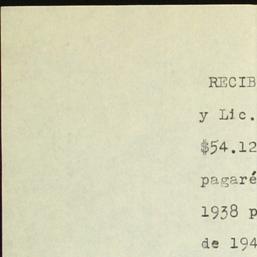 RECIB
y Lic.
$54.12
pagaré
1938 p
de 194